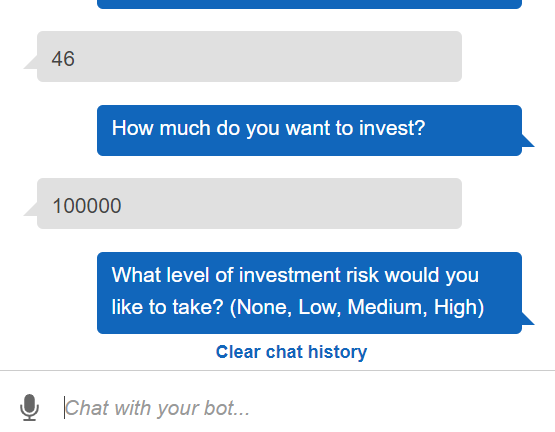 46
How much do you want to invest?
100000
What level of investment risk would you
like to take? (None, Low, Medium, High)
Clear chat history
Chat with your bot...